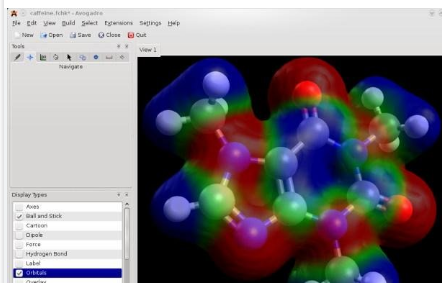 caffeine.fchk* - Avogadro
File Edit View Build Select Extensions Settings Help
New Open Save Close Quit
Tools
View 1
Navigate
Display Types
Axes
Ball and Stick
Cartoon
Dipole
Force
Hydrogen Bond
Label
Orbitals
Overlay